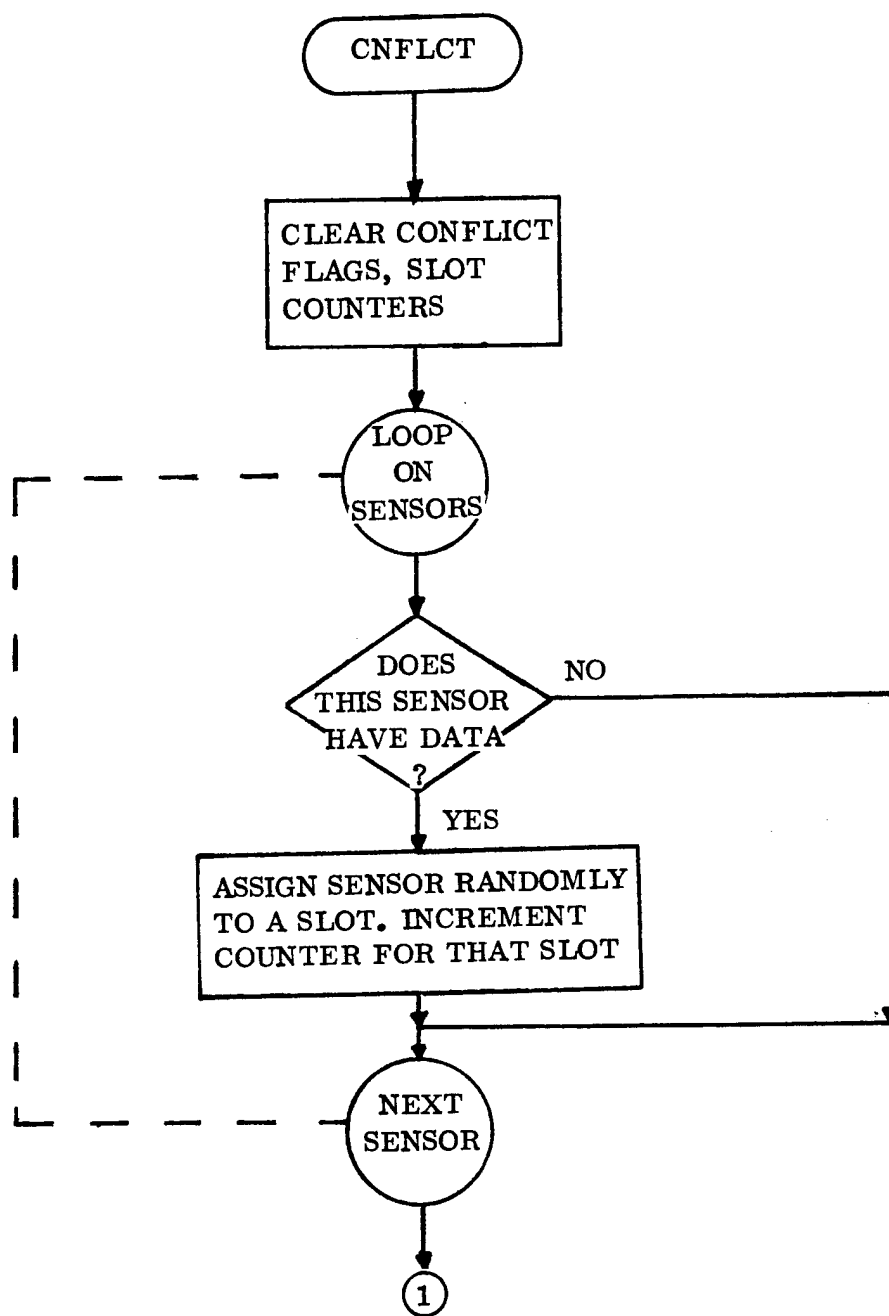 CNFLCT
CLEAR CONFLICT
FLAGS, SLOT
COUNTERS
LOOP
ON
SENSORS
DOES
THIS SENSOR
HAVE DATA
?
NO
YES
ASSIGN SENSOR RANDOMLY
TO A SLOT. INCREMENT
COUNTER FOR THAT SLOT
NEXT
SENSOR
1